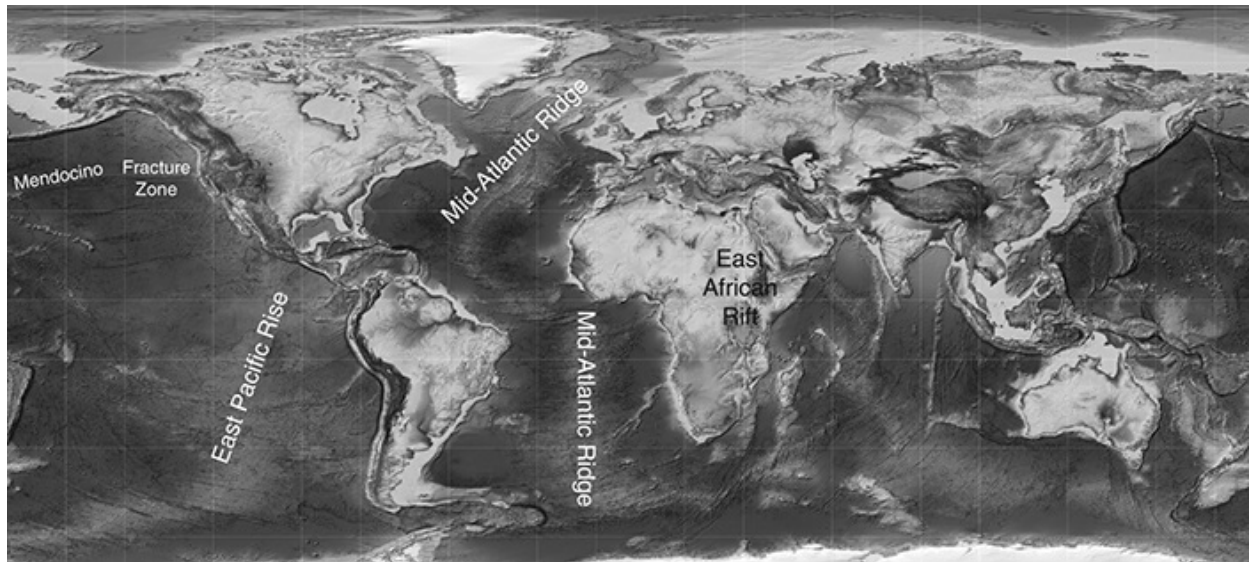 Mid-Atlantic Ridge
Mendocino
Fracture
Zone
East
African
Rift
East Pacific Rise
Mid-Atlantic Ridge